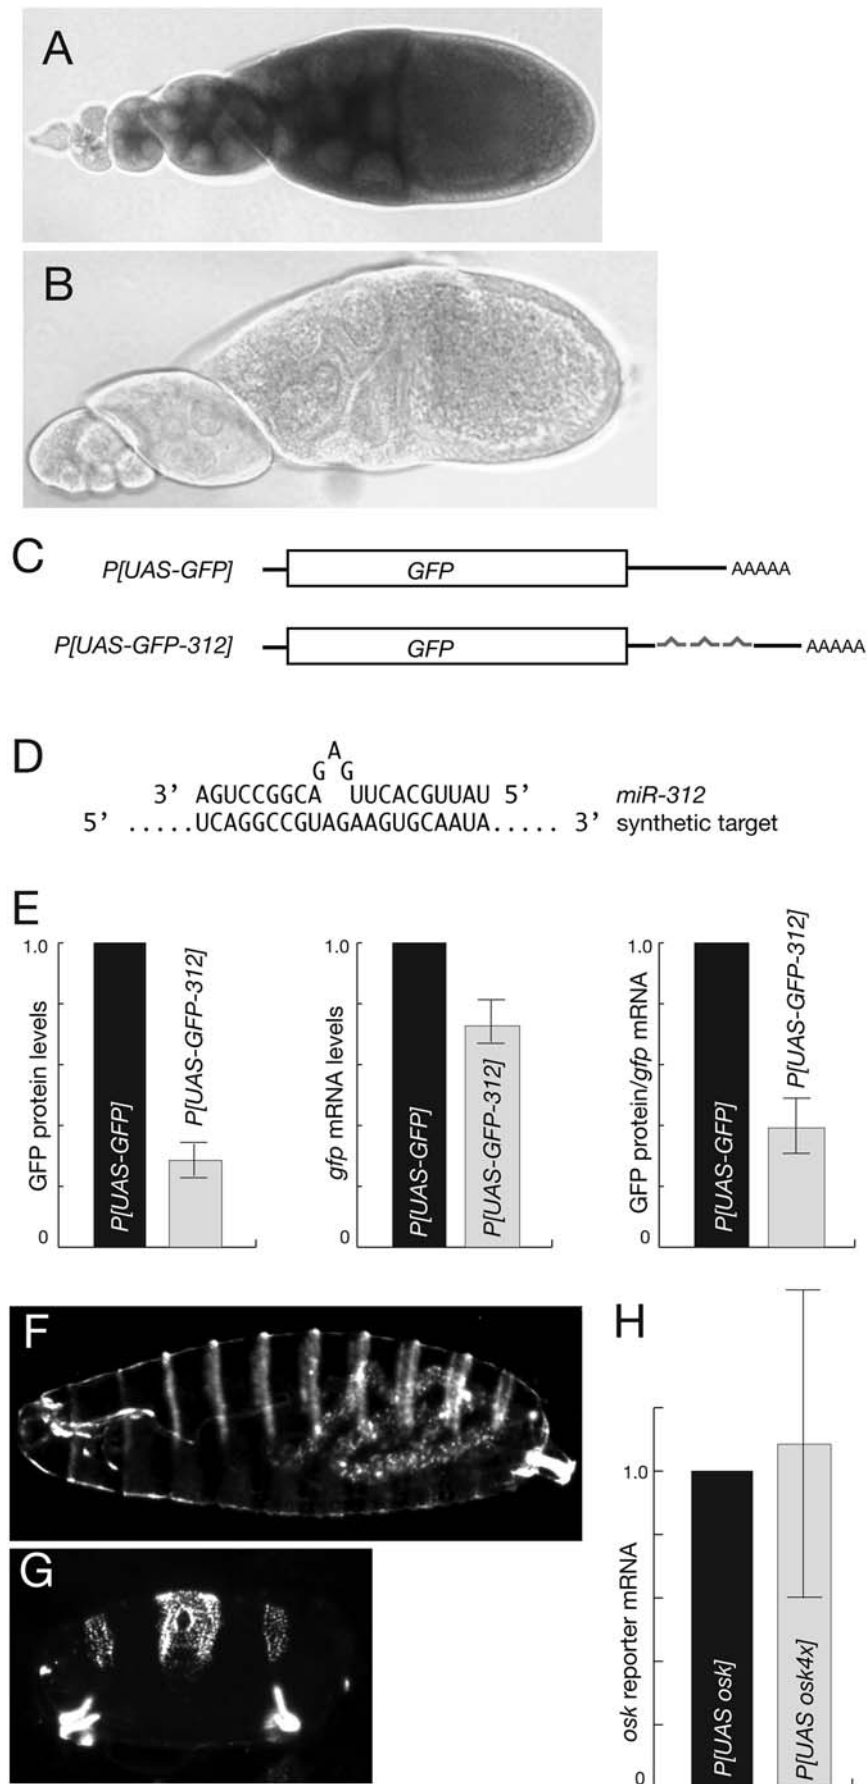 A
B
C
P[UAS-GFP] GFP AAAAA
P[UAS-GFP-312] GFP AAAAA
D
A
G G
3’ AGUCCGGCA UUCACGUUAU 5’ miR-312
5’ .....UCAGGCCGUAGAAGUGCAAUA..... 3’ synthetic target
E
1.0
0
GFP protein levels
P[UAS-GFP]
P[UAS-GFP-312]
1.0
0
gfp mRNA levels
P[UAS-GFP]
P[UAS-GFP-312]
1.0
0
GFP protein/gfp mRNA
P[UAS-GFP]
P[UAS-GFP-312]
F
G
H
1.0
0
osk reporter mRNA
P[UAS osk]
P[UAS osk4x]